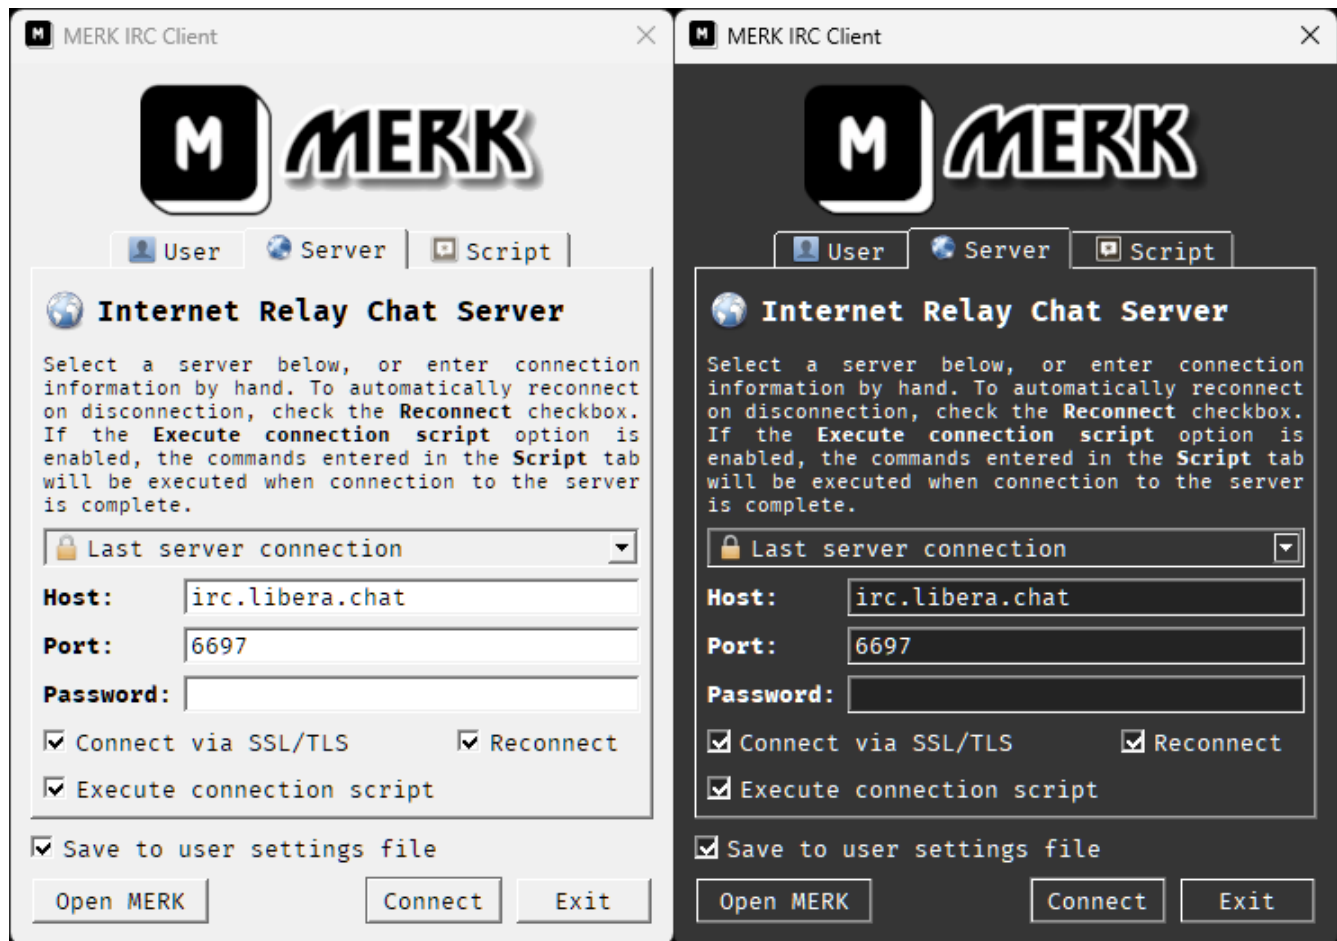 M MERK IRC Client
M MERK
User Server Script
Internet Relay Chat Server
Select a server below, or enter connection
information by hand. To automatically reconnect
on disconnection, check the Reconnect checkbox.
If the Execute connection script option is
enabled, the commands entered in the Script tab
will be executed when connection to the server
is complete.
Last server connection
Host: irc.libera.chat
Port: 6697
Password:
Connect via SSL/TLS Reconnect
Execute connection script
Save to user settings file
Open MERK Connect Exit
M MERK IRC Client
M MERK
User Server Script
Internet Relay Chat Server
Select a server below, or enter connection
information by hand. To automatically reconnect
on disconnection, check the Reconnect checkbox.
If the Execute connection script option is
enabled, the commands entered in the Script tab
will be executed when connection to the server
is complete.
Last server connection
Host: irc.libera.chat
Port: 6697
Password:
Connect via SSL/TLS Reconnect
Execute connection script
Save to user settings file
Open MERK Connect Exit